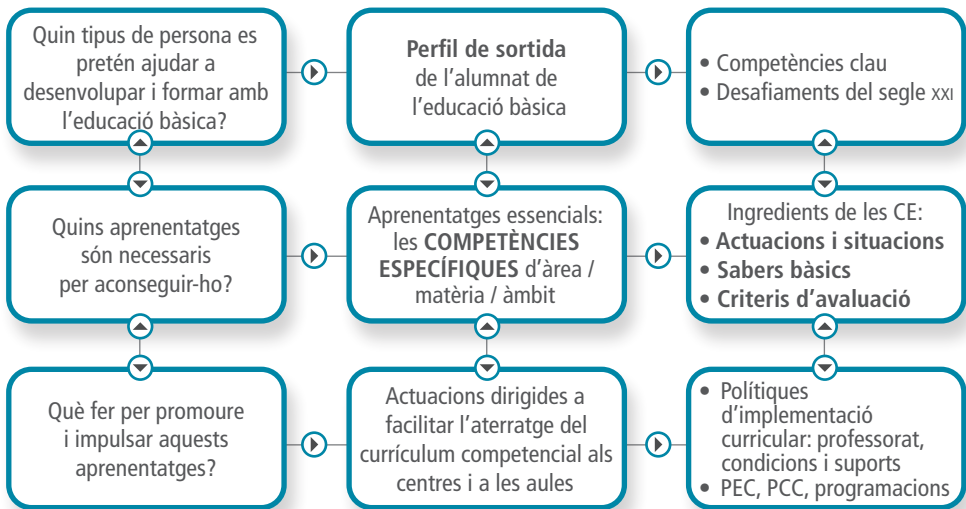 Quin tipus de persona es
pretén ajudar a
desenvolupar i formar amb
l’educació bàsica?
Perfil de sortida
de l’alumnat de
l’educació bàsica
• Competències clau
• Desafiaments del segle XXI
Quins aprenentatges
són necessaris
per aconseguir-ho?
Aprenentatges essencials:
les COMPETÈNCIES
ESPECÍFIQUES d’àrea /
matèria / àmbit
Ingredients de les CE:
• Actuacions i situacions
• Sabers bàsics
• Criteris d’avaluació
Què fer per promoure
i impulsar aquests
aprenentatges?
Actuacions dirigides a
facilitar l’aterratge del
currículum competencial als
centres i a les aules
• Polítiques
d’implementació
curricular: professorat,
condicions i suports
• PEC, PCC, programacions